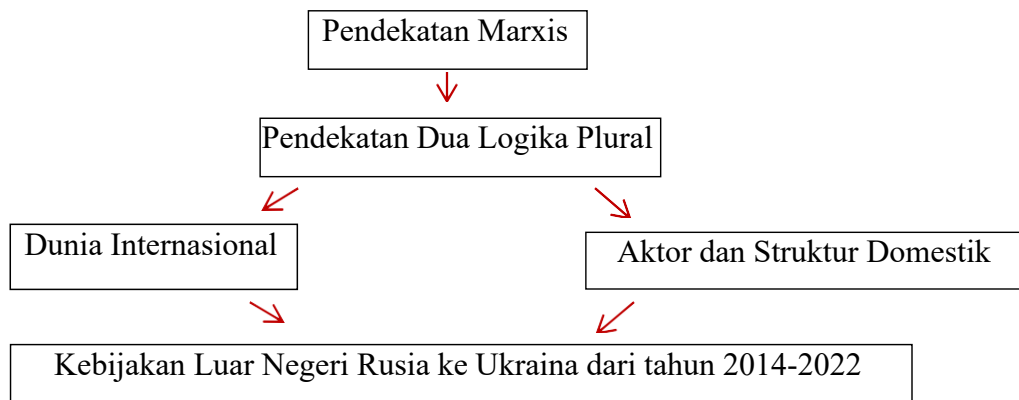 Pendekatan Marxis
Pendekatan Dua Logika Plural
Dunia Internasional
Aktor dan Struktur Domestik
Kebijakan Luar Negeri Rusia ke Ukraina dari tahun 2014-2022